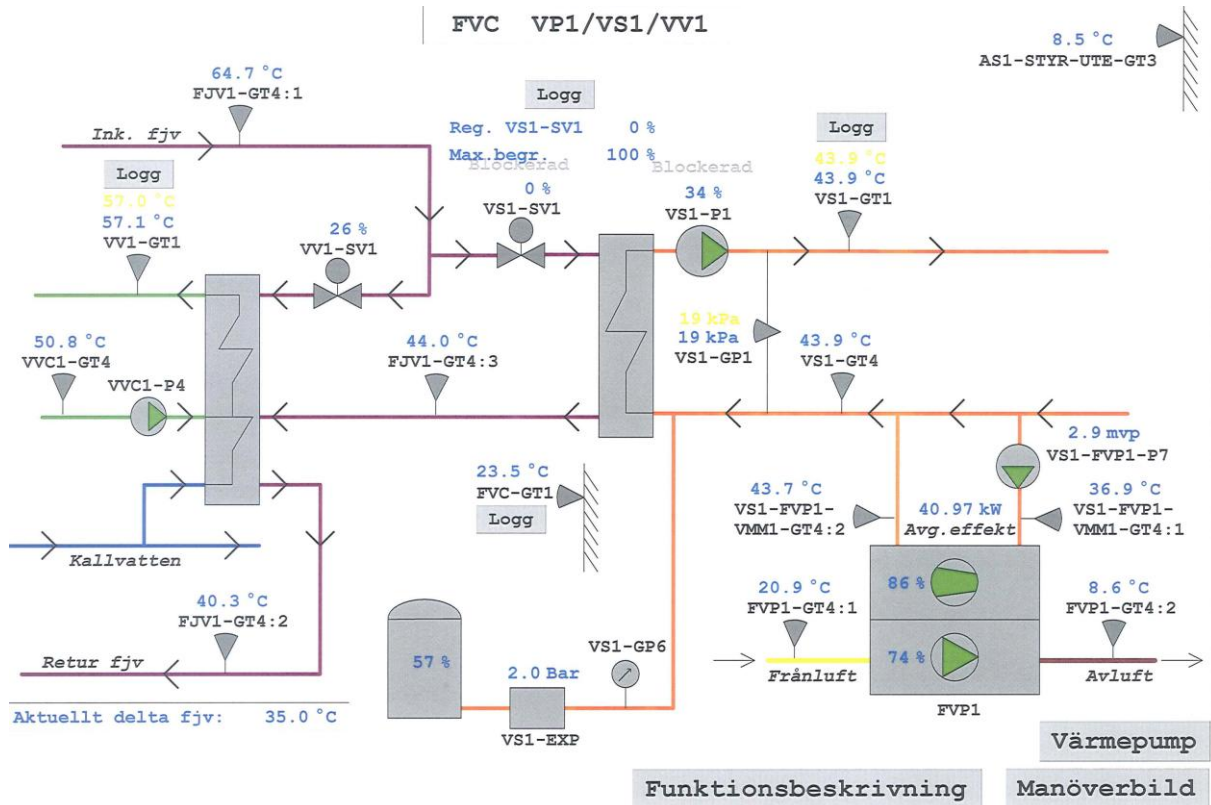 FVC VP1/VS1/VV1
8.5 °C
AS1-STYR-UTE-GT3
64.7 °C
FJV1-GT4:1
Ink. fjv
Logg
Reg. VS1-SV1 0 %
Max.begr. 100 %
Blockerad
0 %
VS1-SV1
Blockerad
34 %
VS1-P1
Logg
43.9 °C
43.9 °C
VS1-GT1
Logg
57.0 °C
57.1 °C
VV1-GT1
26 %
VV1-SV1
50.8 °C
VVC1-GT4
VVC1-P4
44.0 °C
FJV1-GT4:3
19 kPa
19 kPa
VS1-GP1
43.9 °C
VS1-GT4
2.9 mvp
VS1-FVP1-P7
23.5 °C
FVC-GT1
Logg
43.7 °C
VS1-FVP1-
VMM1-GT4:2
40.97 kW
Avg.effekt
36.9 °C
VS1-FVP1-
VMM1-GT4:1
Kallvatten
40.3 °C
FJV1-GT4:2
Retur fjv
Aktuellt delta fjv: 35.0 °C
57 %
2.0 Bar
VS1-EXP
VS1-GP6
20.9 °C
FVP1-GT4:1
Frånluft
86 %
74 %
FVP1
8.6 °C
FVP1-GT4:2
Avluft
Värmepump
Funktionsbeskrivning
Manöverbild